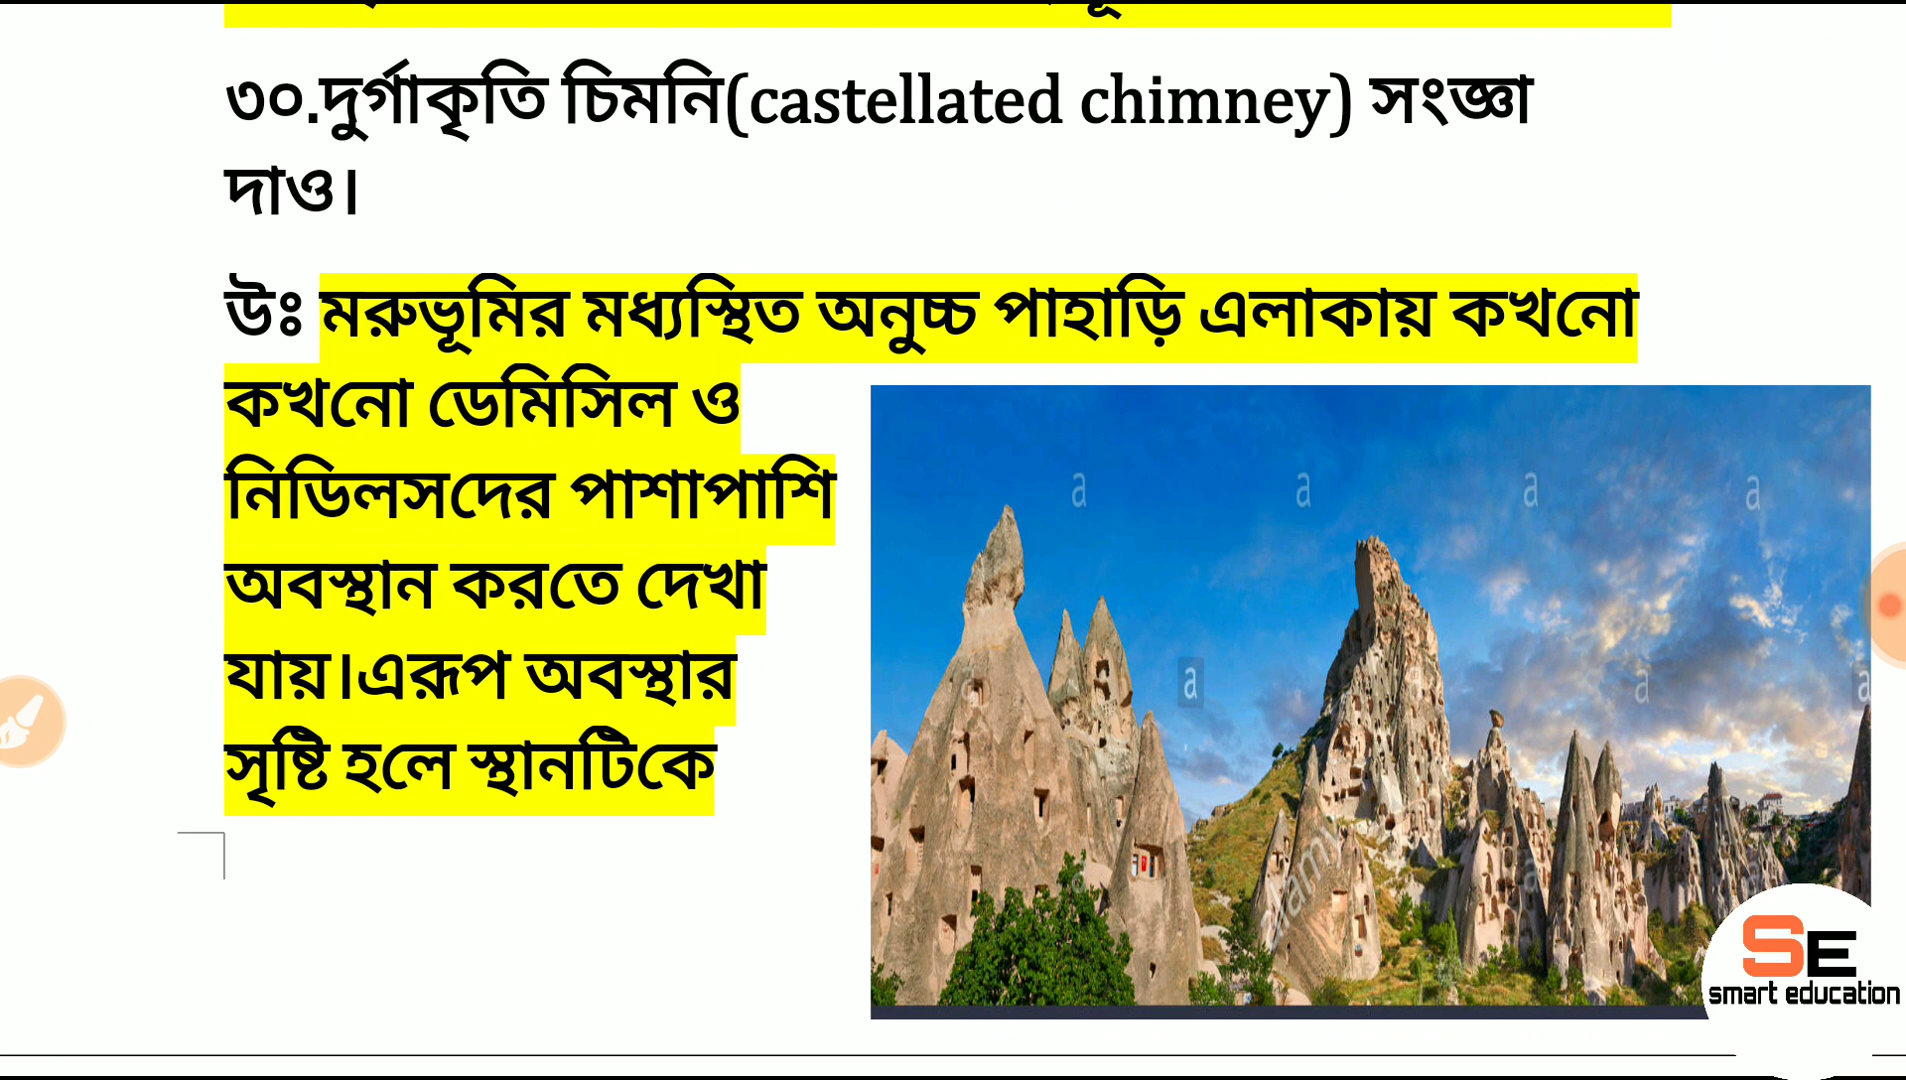 ৩০.দুর্গাকৃতি চিমনি(castellated chimney) সংজ্ঞা
দাও।
উঃ মরুভূমির মধ্যস্থিত অনুচ্চ পাহাড়ি এলাকায় কখনো
কখনো ডেমিসিল ও
নিডিলসদের পাশাপাশি
অবস্থান করতে দেখা
যায়।এরূপ অবস্থার
সৃষ্টি হলে স্থানটিকে
a a a a
a a a a
alamy
SE
smart education